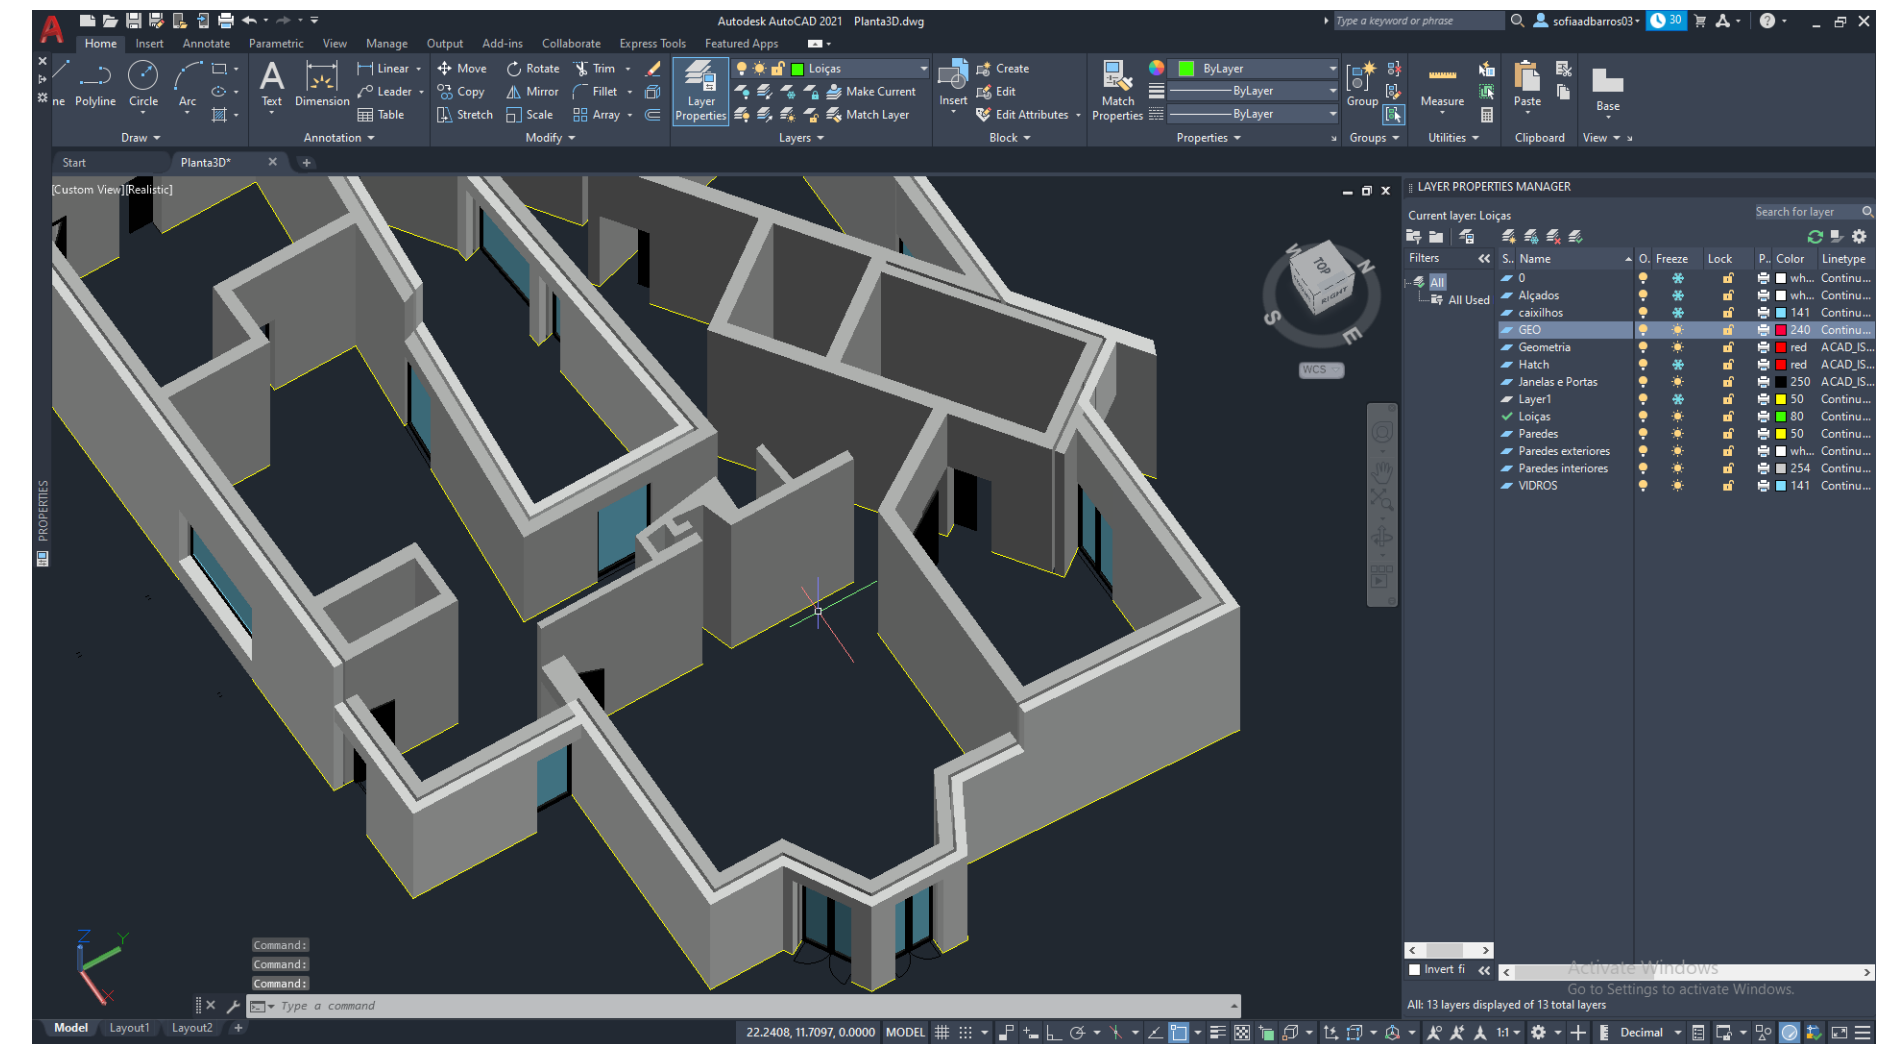 Autodesk AutoCAD 2021 Planta3D.dwg
Type a keyword or phrase
sofiaadbarros03
30
Home Insert Annotate Parametric View Manage Output Add-ins Collaborate Express Tools Featured Apps
Linear Move Rotate Trim Loiças Create ByLayer
Leader Copy Mirror Fillet Make Current Edit ByLayer
ne Polyline Circle Arc Text Dimension Layer Insert Match Group Measure Paste Base
Table Stretch Scale Array Properties Match Layer Edit Attributes Properties ByLayer
Draw Annotation Modify Layers Block Properties Groups Utilities Clipboard View
Start Planta3D*
[Custom View][Realistic]
LAYER PROPERTIES MANAGER
Current layer: Loiças
Search for layer
Filters S.. Name O. Freeze Lock P.. Color Linetype
All
All Used
0 wh... Continu...
Alçados wh... Continu...
caixilhos 141 Continu...
GEO 240 Continu...
Geometria red ACAD_IS...
Hatch red ACAD_IS...
Janelas e Portas 250 ACAD_IS...
Layer1 50 Continu...
Loiças 80 Continu...
Paredes 50 Continu...
Paredes exteriores wh... Continu...
Paredes interiores 254 Continu...
VIDROS 141 Continu...
N
TOP
RIGHT
S
E
WCS
PROPERTIES
Z Y
X
Command:
Command:
Command:
Type a command
Invert fi
Activate Windows
Go to Settings to activate Windows.
All: 13 layers displayed of 13 total layers
Model Layout1 Layout2 +
22.2408, 11.7097, 0.0000 MODEL 1:1 Decimal